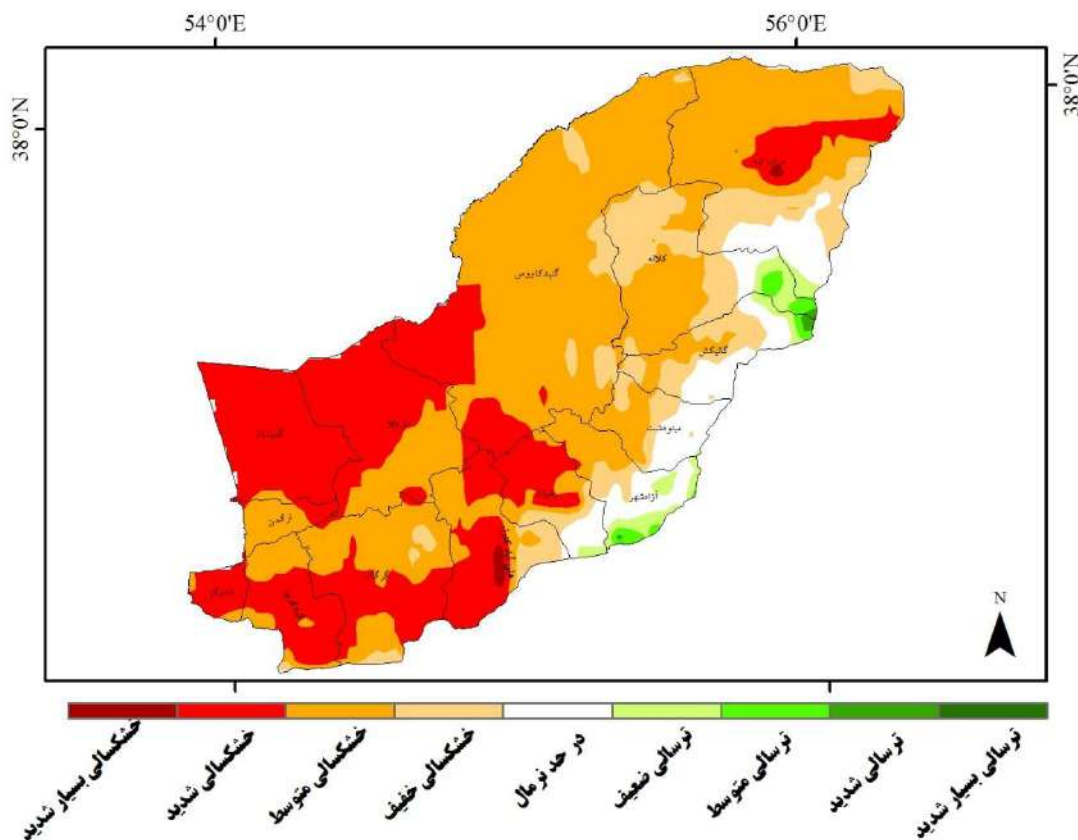 54°0'E 56°0'E
38°0'N 38°0'N
کلاله
گنبدکاووس
گالیکش
مینودشت
آزادشهر
ترکمن
N
خشکسالی بسیار شدید
خشکسالی شدید
خشکسالی متوسط
خشکسالی خفیف
در حد نرمال
ترسالی ضعیف
ترسالی متوسط
ترسالی شدید
ترسالی بسیار شدید